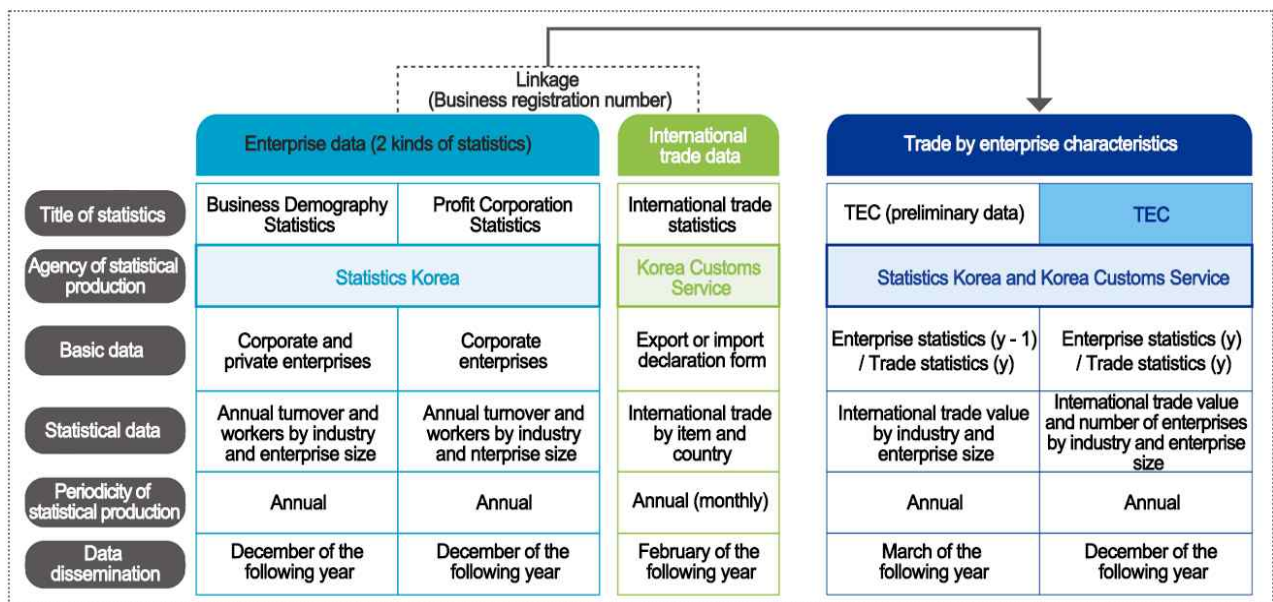 Linkage
(Business registration number)
Enterprise data (2 kinds of statistics)
International
trade data
Trade by enterprise characteristics
Title of statistics
Business Demography
Statistics
Profit Corporation
Statistics
International trade
statistics
TEC (preliminary data)
TEC
Agency of statistical
production
Statistics Korea
Korea Customs
Service
Statistics Korea and Korea Customs Service
Basic data
Corporate and
private enterprises
Corporate
enterprises
Export or import
declaration form
Enterprise statistics (y - 1)
/ Trade statistics (y)
Enterprise statistics (y)
/ Trade statistics (y)
Statistical data
Annual turnover and
workers by industry
and enterprise size
Annual turnover and
workers by industry
and nterprise size
International trade
by item and
country
International trade value
by industry and
enterprise size
International trade value
and number of enterprises
by industry and enterprise
size
Periodicity of
statistical production
Annual
Annual
Annual (monthly)
Annual
Annual
Data
dissemination
December of the
following year
December of the
following year
February of the
following year
March of the
following year
December of the
following year